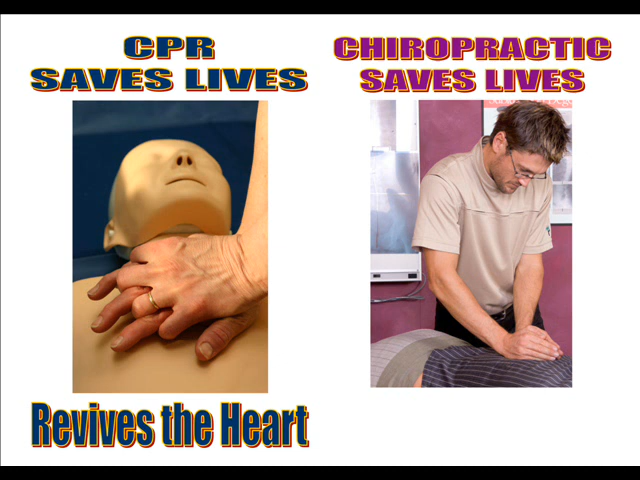 CPR
SAVES LIVES
CHIROPRACTIC
SAVES LIVES
Revives the Heart